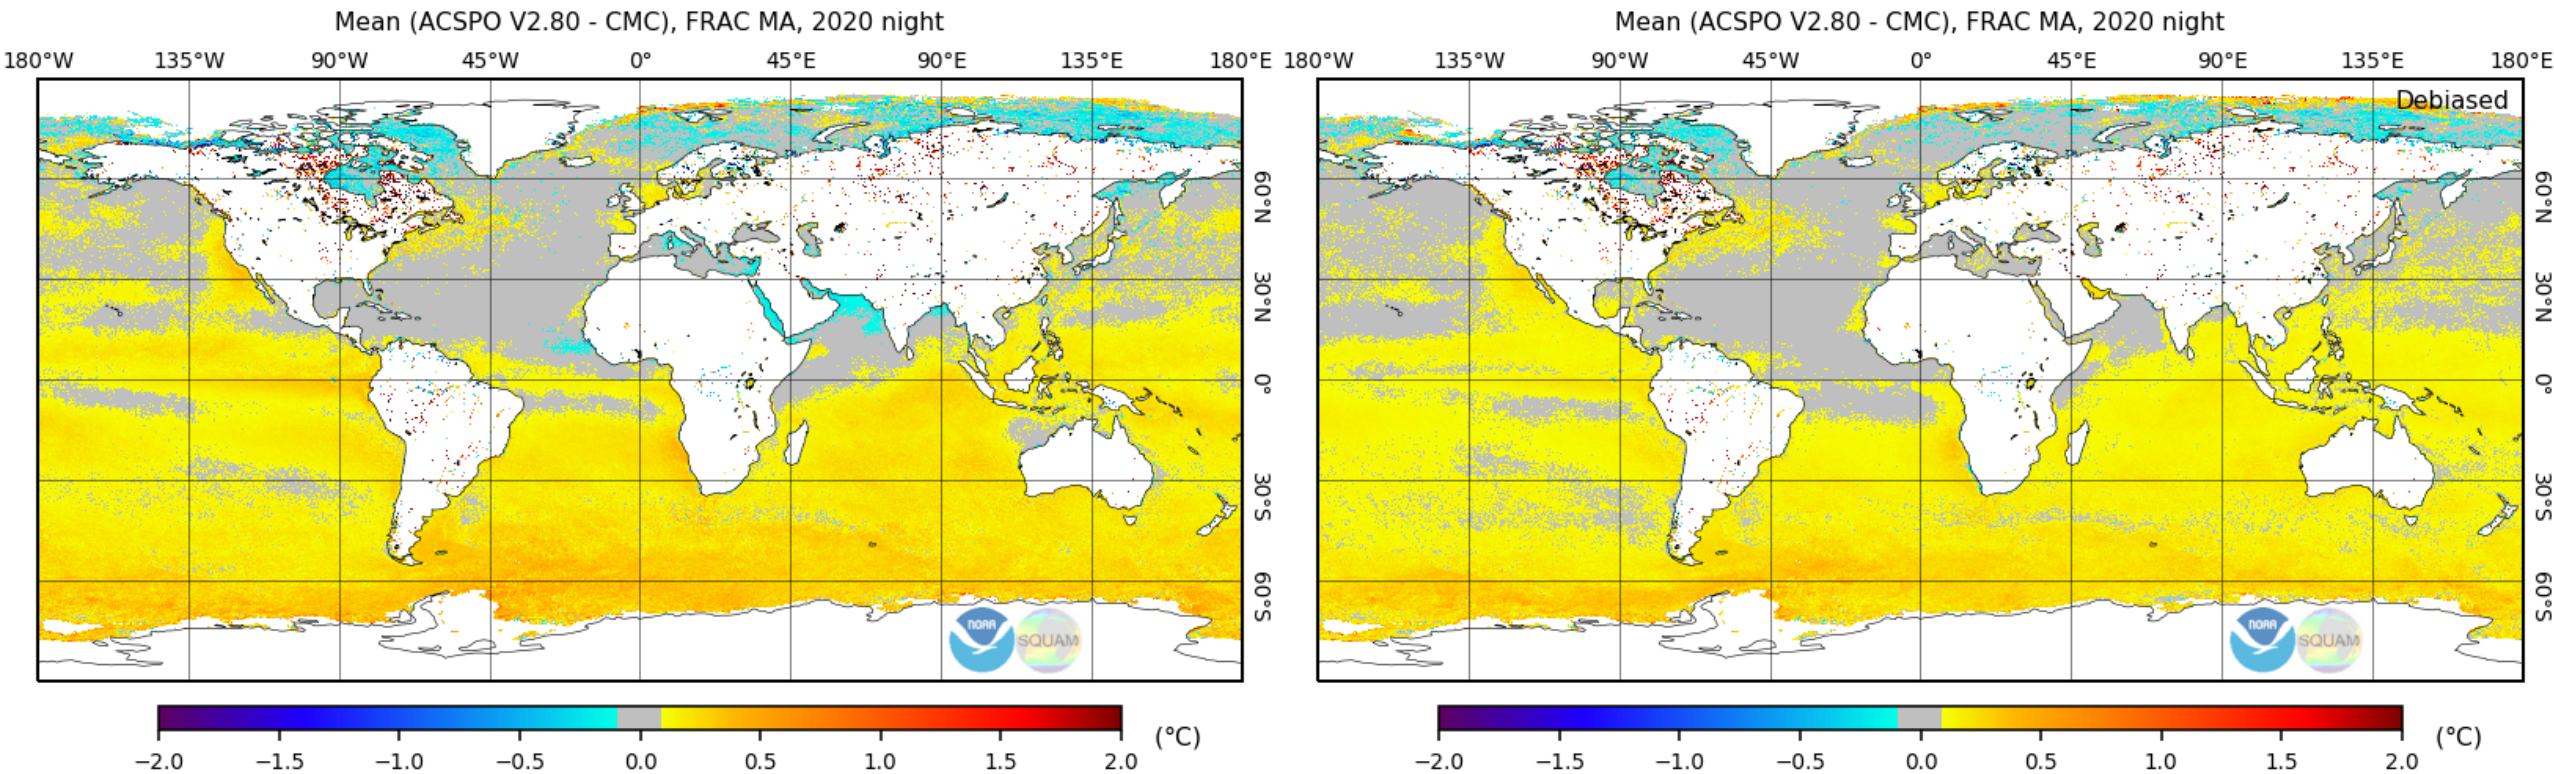 Mean (ACSPO V2.80 - CMC), FRAC MA, 2020 night
180°W 135°W 90°W 45°W 0° 45°E 90°E 135°E 180°E
60°N
30°N
0°
30°S
60°S
NOAA
SQUAM
−2.0 −1.5 −1.0 −0.5 0.0 0.5 1.0 1.5 2.0
(°C)
Mean (ACSPO V2.80 - CMC), FRAC MA, 2020 night
180°W 135°W 90°W 45°W 0° 45°E 90°E 135°E 180°E
Debiased
60°N
30°N
0°
30°S
60°S
NOAA
SQUAM
−2.0 −1.5 −1.0 −0.5 0.0 0.5 1.0 1.5 2.0
(°C)